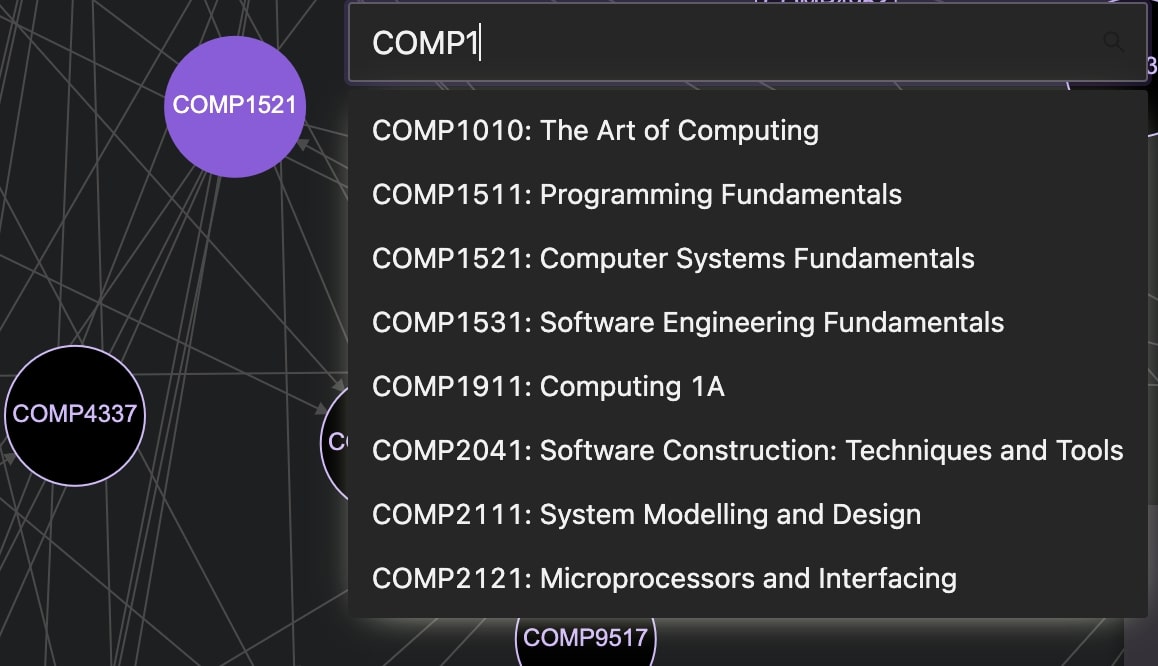 COMP1
COMP1521
COMP1010: The Art of Computing
COMP1511: Programming Fundamentals
COMP1521: Computer Systems Fundamentals
COMP1531: Software Engineering Fundamentals
COMP1911: Computing 1A
COMP4337
COMP2041: Software Construction: Techniques and Tools
COMP2111: System Modelling and Design
COMP2121: Microprocessors and Interfacing
COMP9517